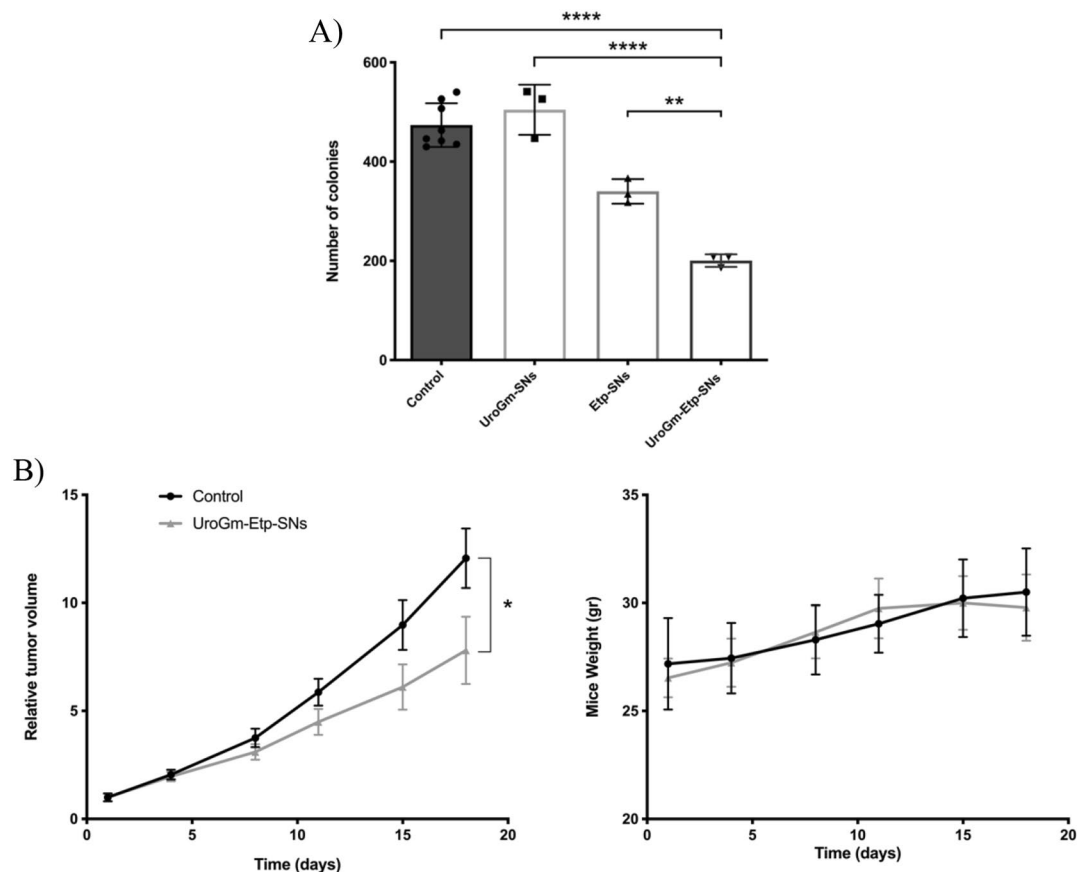 A)
****
****
**
600
400
200
0
Number of colonies
Control
UroGm-SNs
Etp-SNs
UroGm-Etp-SNs
B)
Control
UroGm-Etp-SNs
15
10
5
0
Relative tumor volume
*
0 5 10 15 20
Time (days)
35
30
25
20
Mice Weight (gr)
0 5 10 15 20
Time (days)